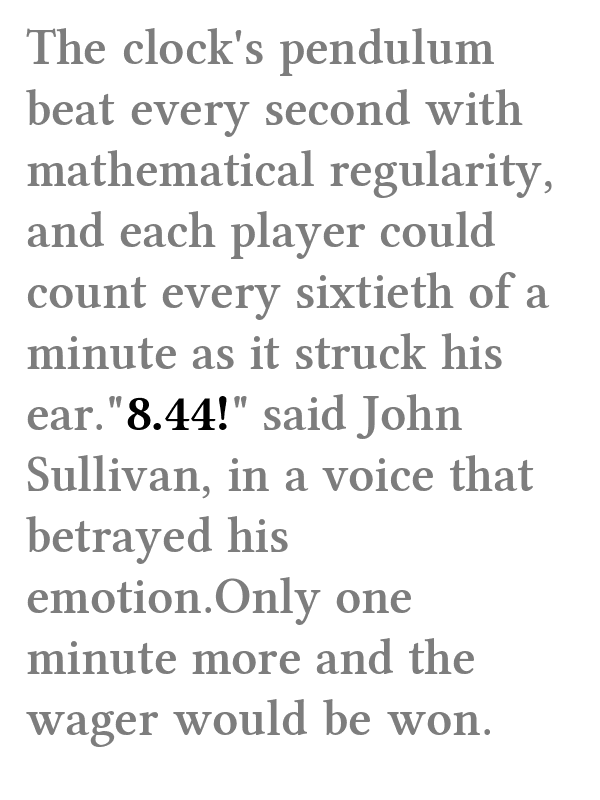 The clock's pendulum
beat every second with
mathematical regularity,
and each player could
count every sixtieth of a
minute as it struck his
ear."8.44!" said John
Sullivan, in a voice that
betrayed his
emotion.Only one
minute more and the
wager would be won.